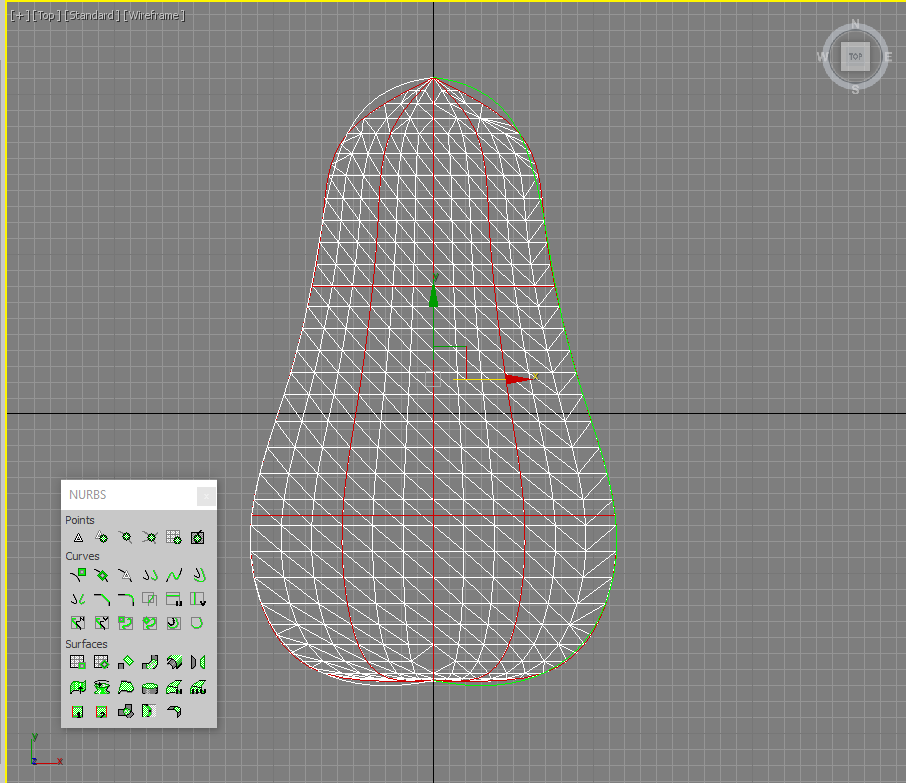 [+] [Top] [Standard] [Wireframe]
N
W TOP E
S
y
x
NURBS
Points
Curves
Surfaces
y
z x